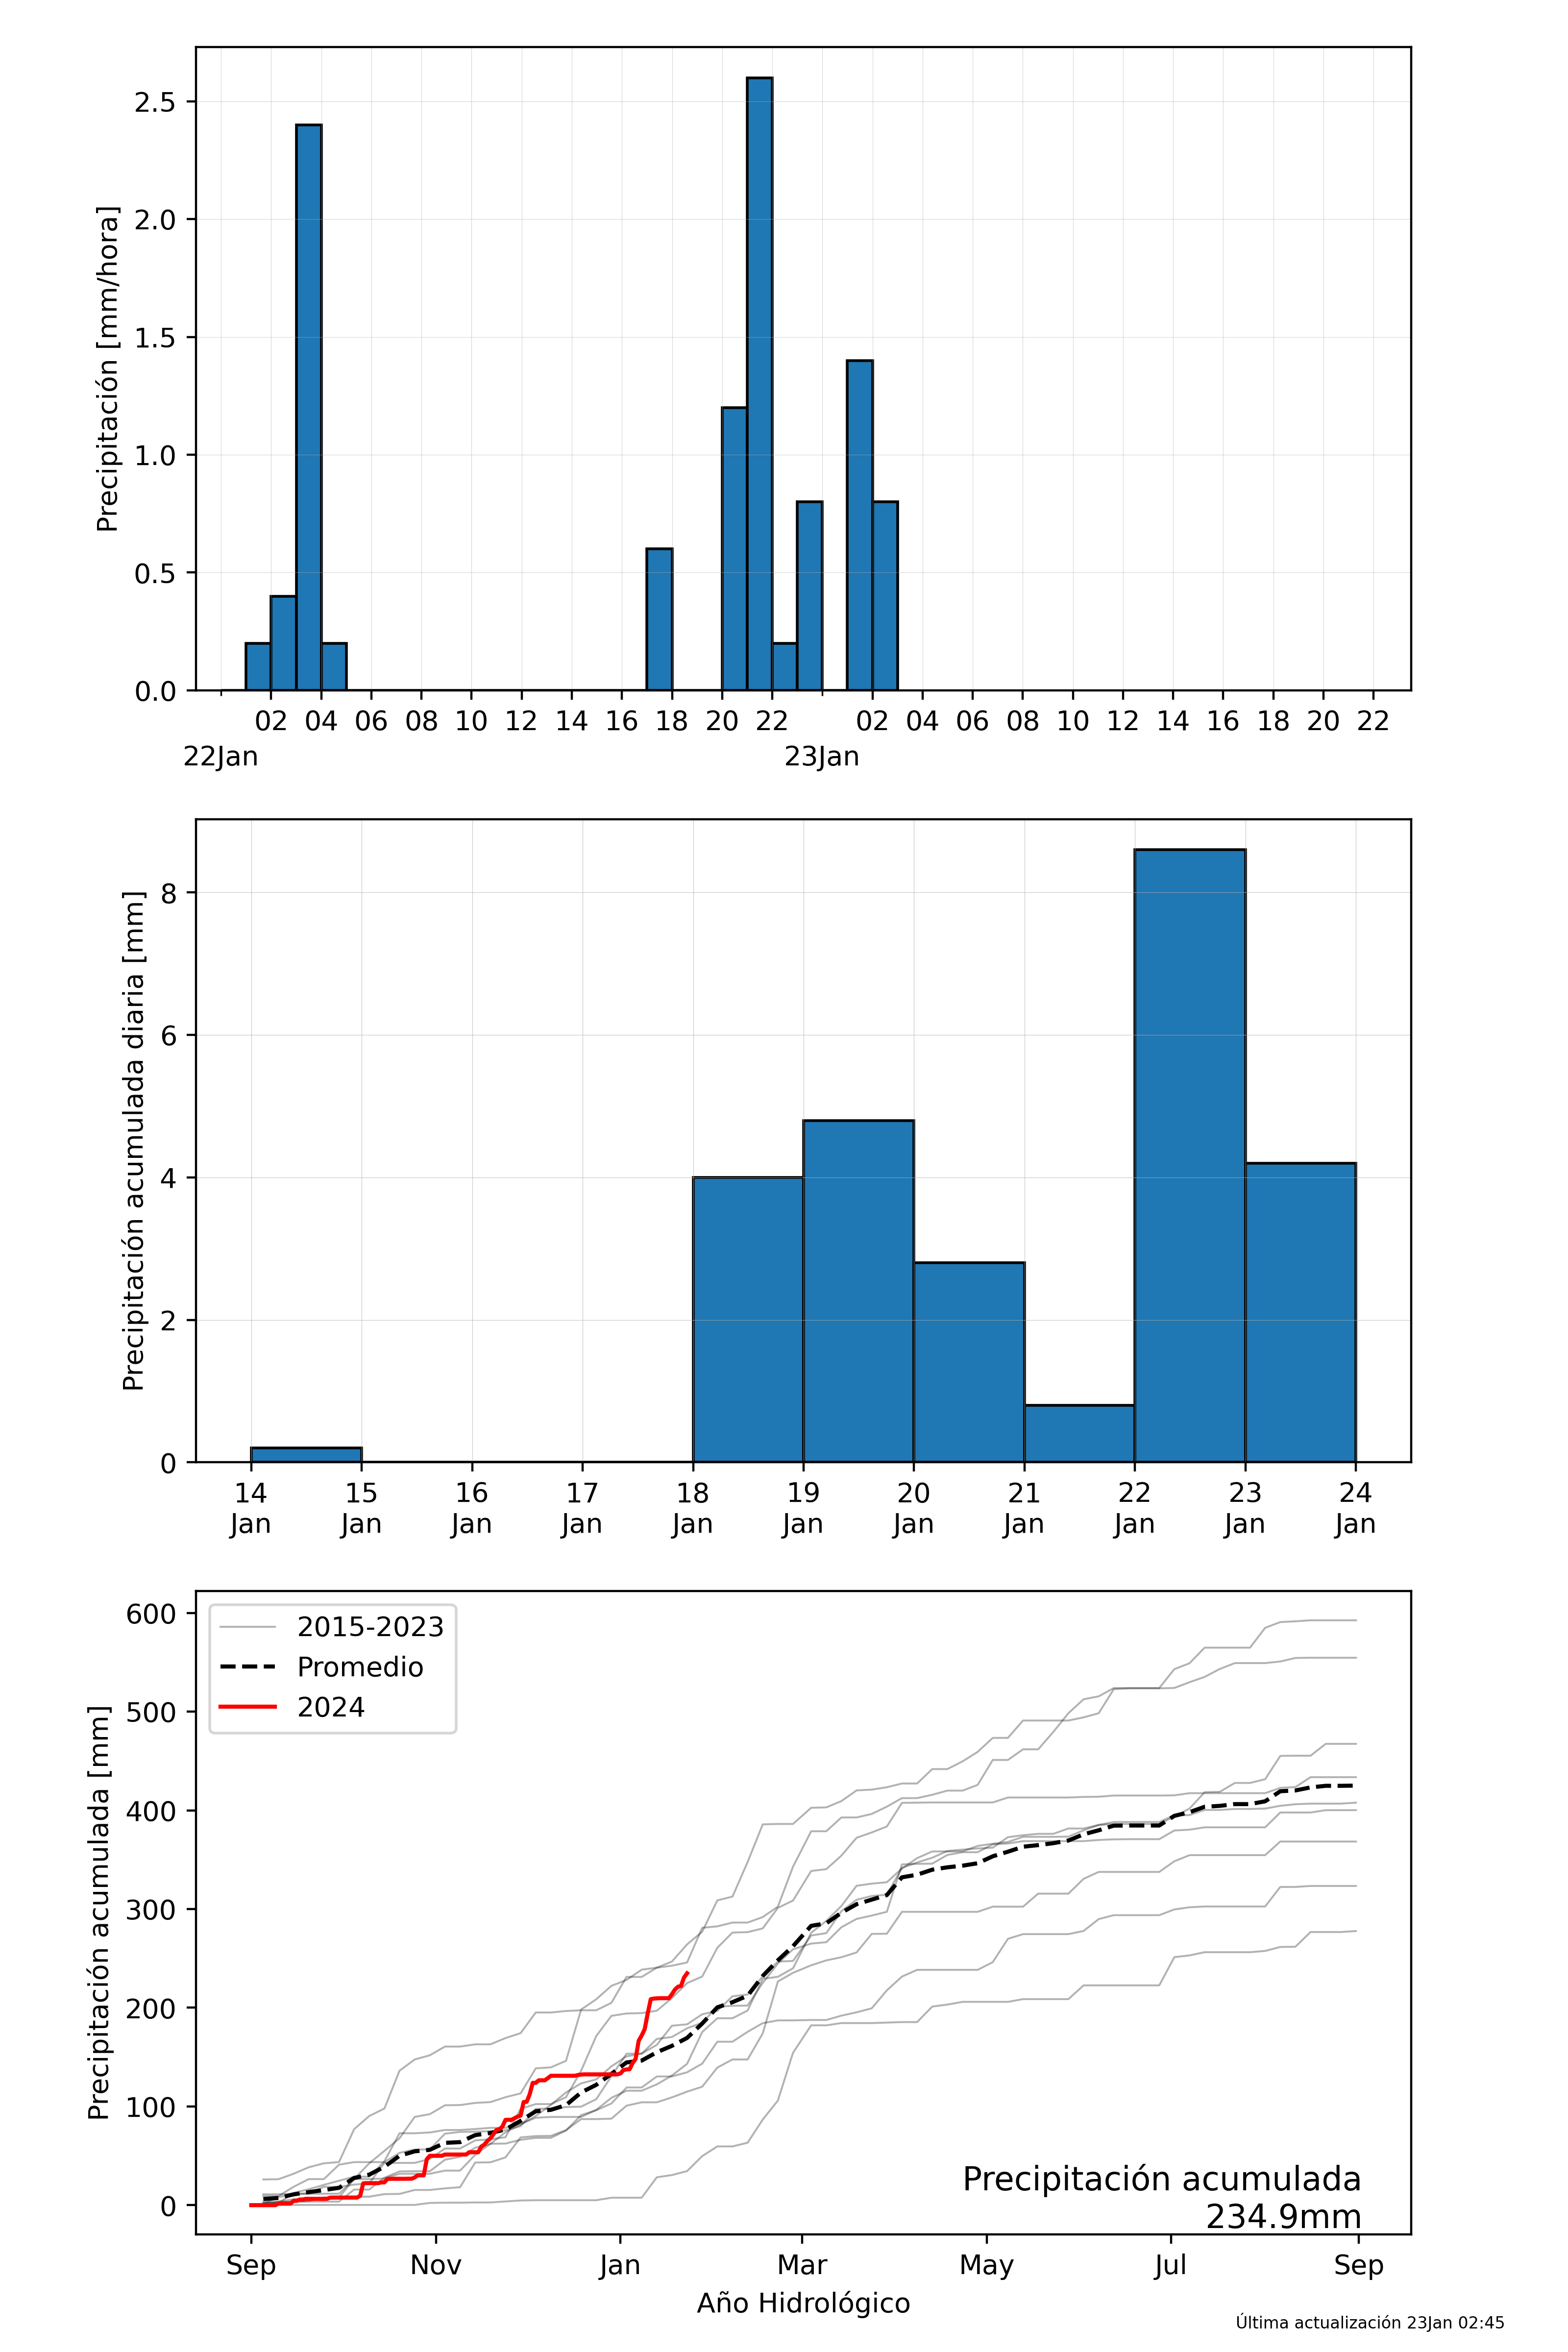 Precipitación [mm/hora]
2.5
2.0
1.5
1.0
0.5
0.0
02 04 06 08 10 12 14 16 18 20 22 02 04 06 08 10 12 14 16 18 20 22
22Jan 23Jan
Precipitación acumulada diaria [mm]
8
6
4
2
0
14 15 16 17 18 19 20 21 22 23 24
Jan Jan Jan Jan Jan Jan Jan Jan Jan Jan Jan
Precipitación acumulada [mm]
600
500
400
300
200
100
0
2015-2023
Promedio
2024
Precipitación acumulada
234.9mm
Sep Nov Jan Mar May Jul Sep
Año Hidrológico
Última actualización 23Jan 02:45